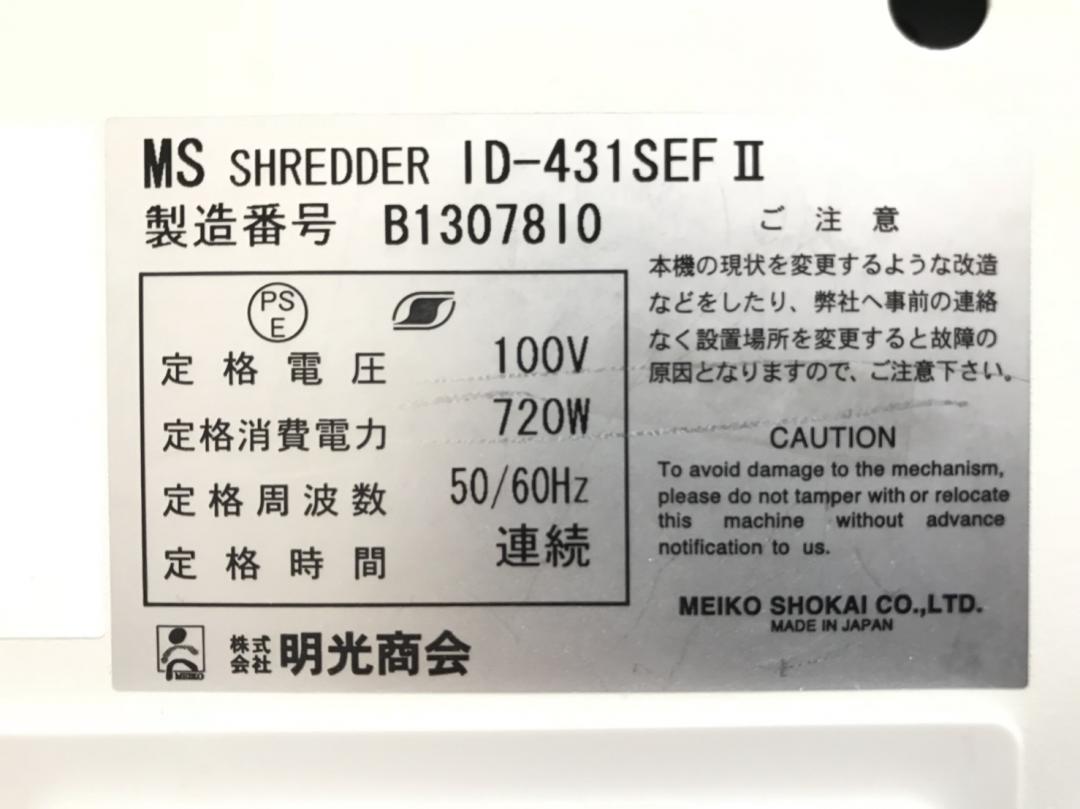 MS SHREDDER ID-431SEFⅡ
製造番号 B1307810
PS
E
定格電圧 100V
定格消費電力 720W
定格周波数 50/60Hz
定格時間 連続
株式
会社 明光商会
MEIKO
ご注意
本機の現状を変更するような改造
などをしたり、弊社へ事前の連絡
なく設置場所を変更すると故障の
原因となりますので、ご注意下さい。
CAUTION
To avoid damage to the mechanism,
please do not tamper with or relocate
this machine without advance
notification to us.
MEIKO SHOKAI CO.,LTD.
MADE IN JAPAN